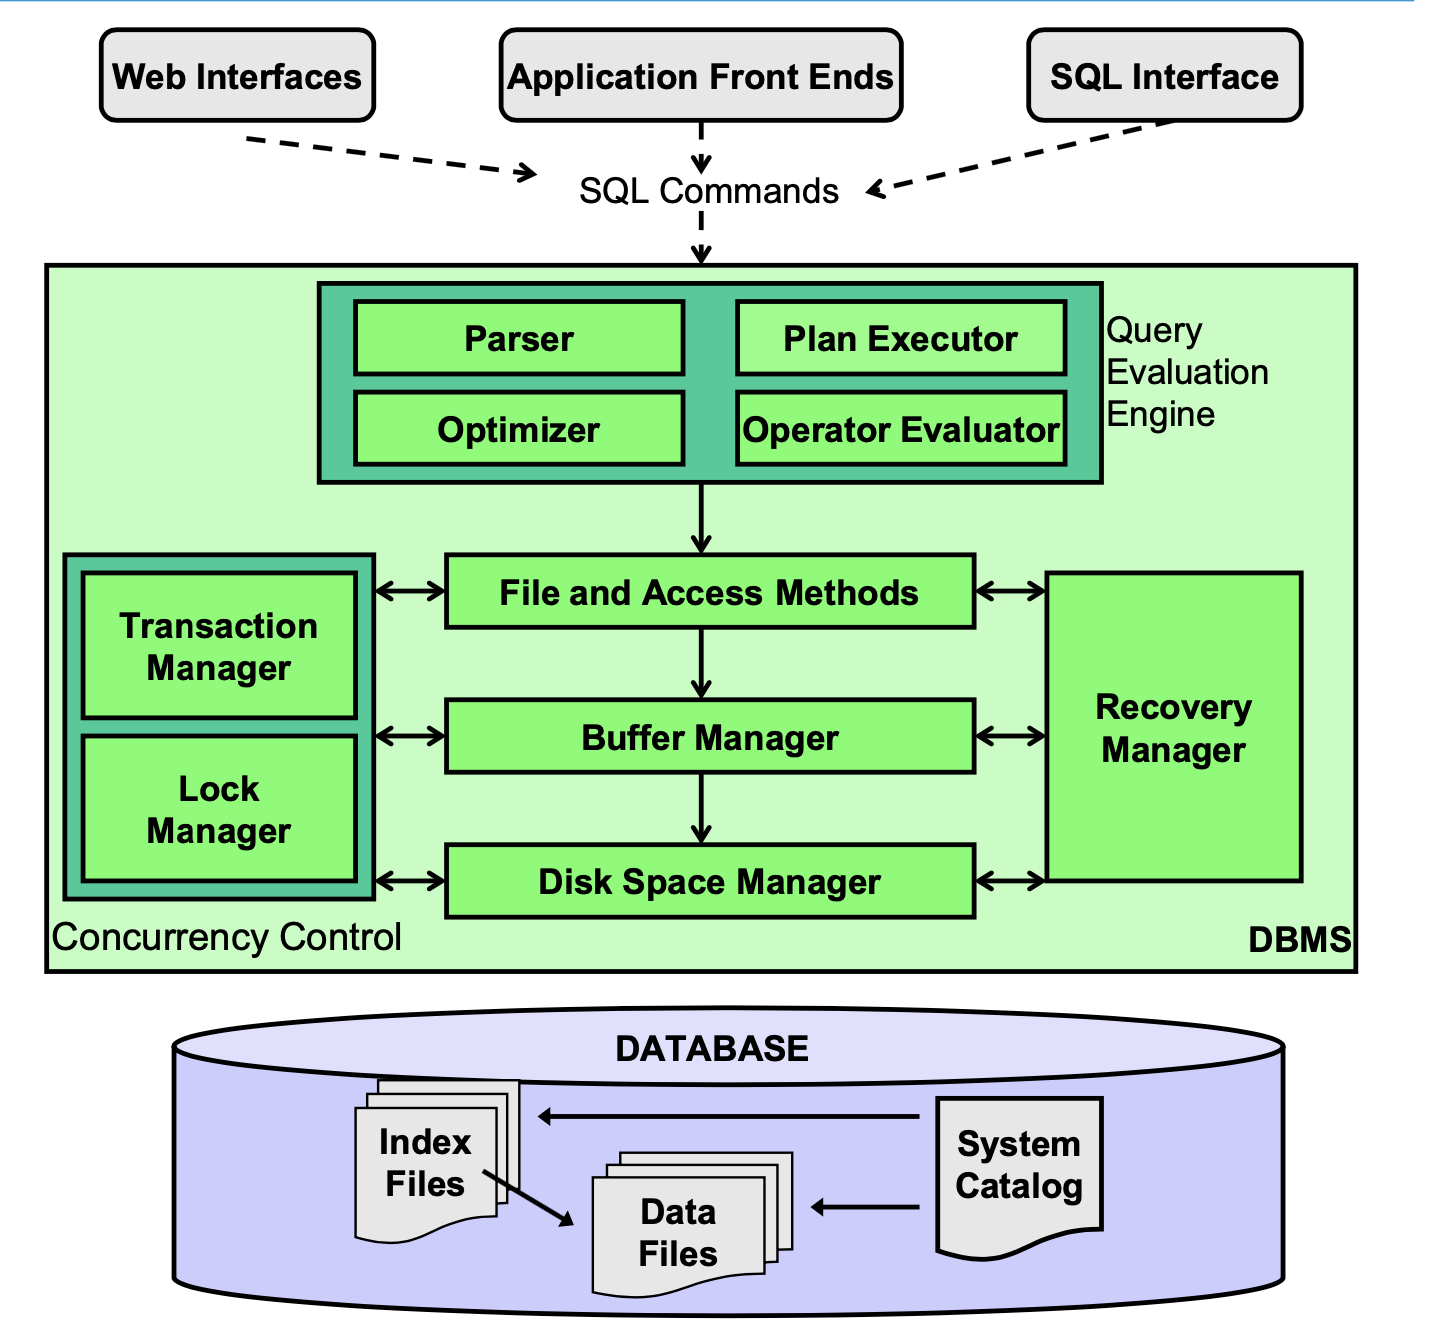 Web Interfaces
Application Front Ends
SQL Interface
SQL Commands
Parser
Plan Executor
Optimizer
Operator Evaluator
Query
Evaluation
Engine
Transaction
Manager
Lock
Manager
Concurrency Control
File and Access Methods
Buffer Manager
Disk Space Manager
Recovery
Manager
DBMS
DATABASE
Index
Files
Data
Files
System
Catalog